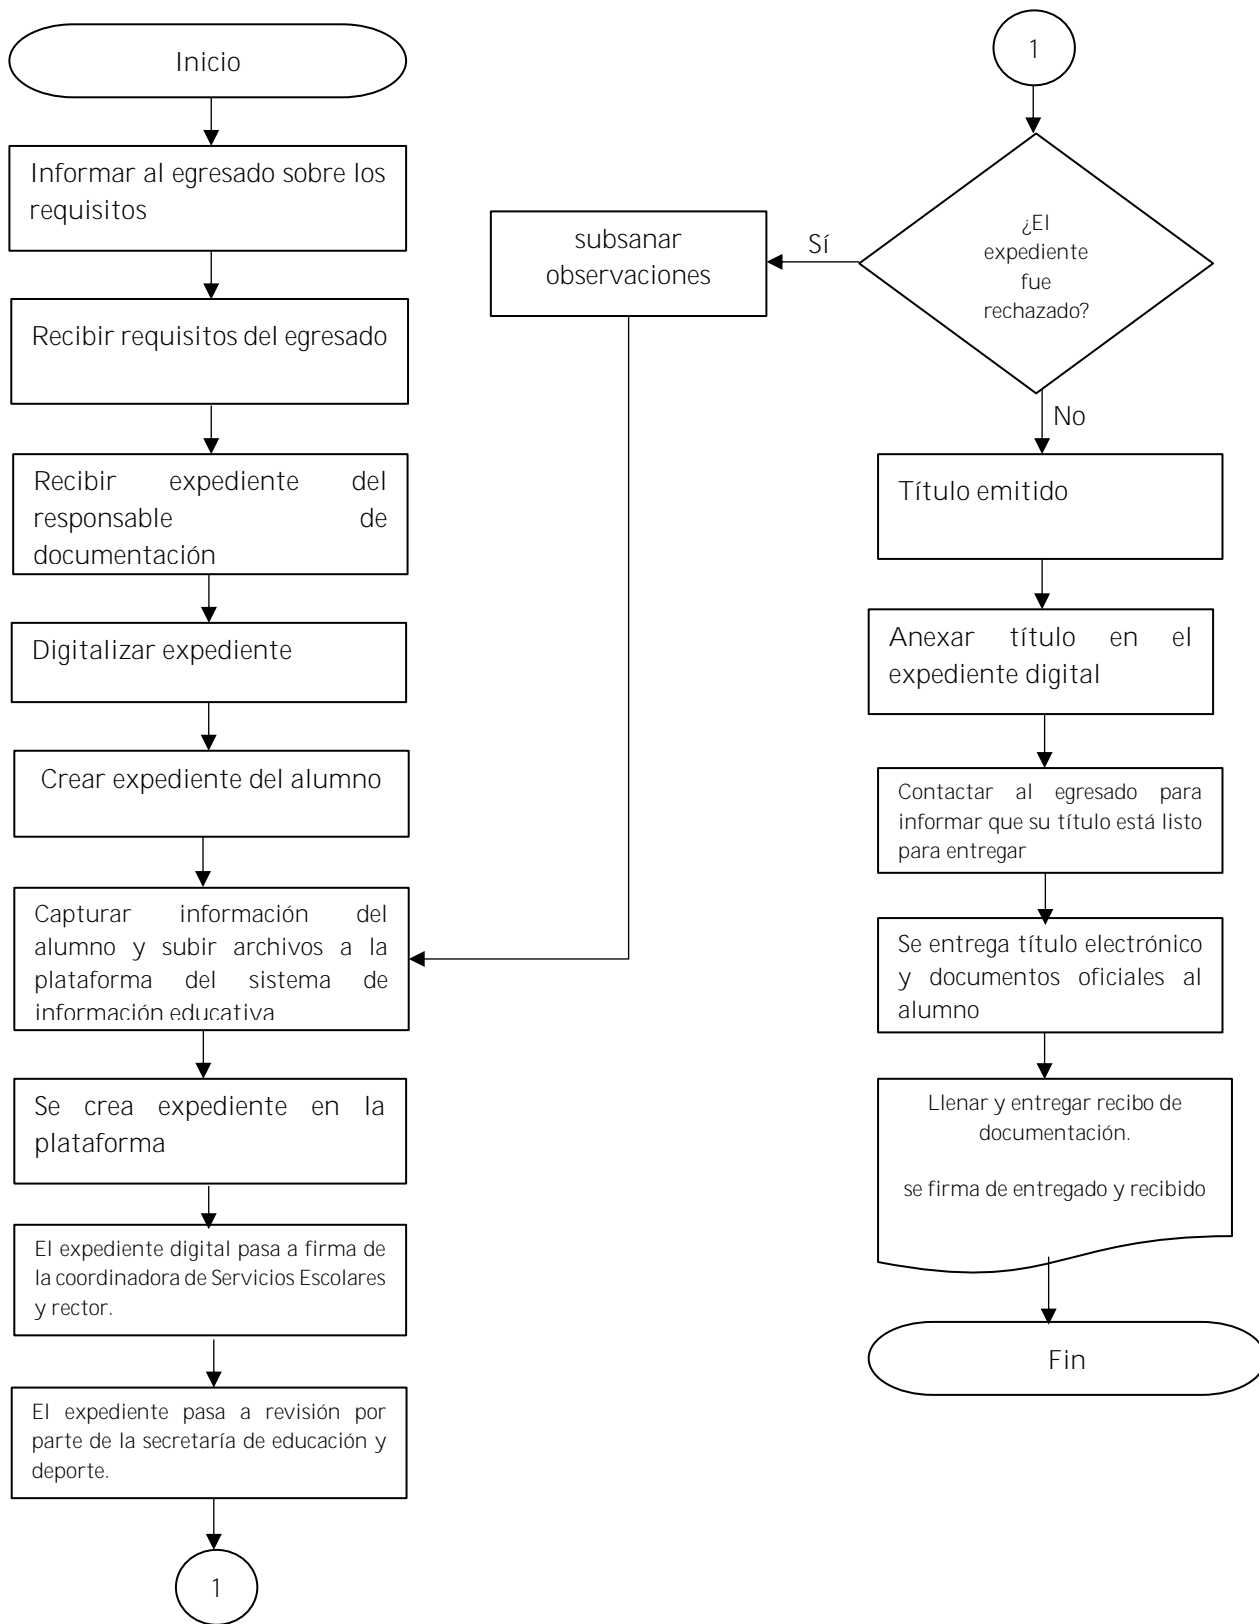 Inicio
Informar al egresado sobre los
requisitos
Recibir requisitos del egresado
Recibir expediente del
responsable de
documentación
Digitalizar expediente
Crear expediente del alumno
Capturar información del
alumno y subir archivos a la
plataforma del sistema de
información educativa
Se crea expediente en la
plataforma
El expediente digital pasa a firma de
la coordinadora de Servicios Escolares
y rector.
El expediente pasa a revisión por
parte de la secretaría de educación y
deporte.
1
1
¿El
expediente
fue
rechazado?
Sí
subsanar
observaciones
No
Título emitido
Anexar título en el
expediente digital
Contactar al egresado para
informar que su título está listo
para entregar
Se entrega título electrónico
y documentos oficiales al
alumno
Llenar y entregar recibo de
documentación.
se firma de entregado y recibido
Fin